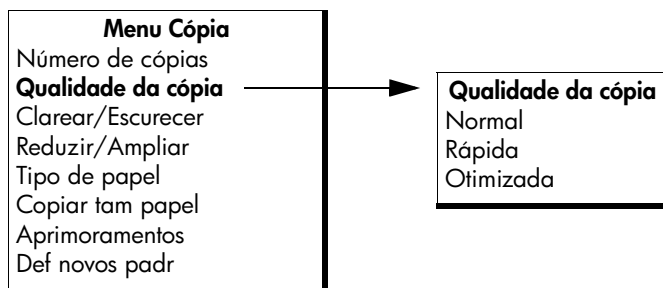 Menu Cópia
Número de cópias
Qualidade da cópia
Clarear/Escurecer
Reduzir/Ampliar
Tipo de papel
Copiar tam papel
Aprimoramentos
Def novos padr
Qualidade da cópia
Normal
Rápida
Otimizada